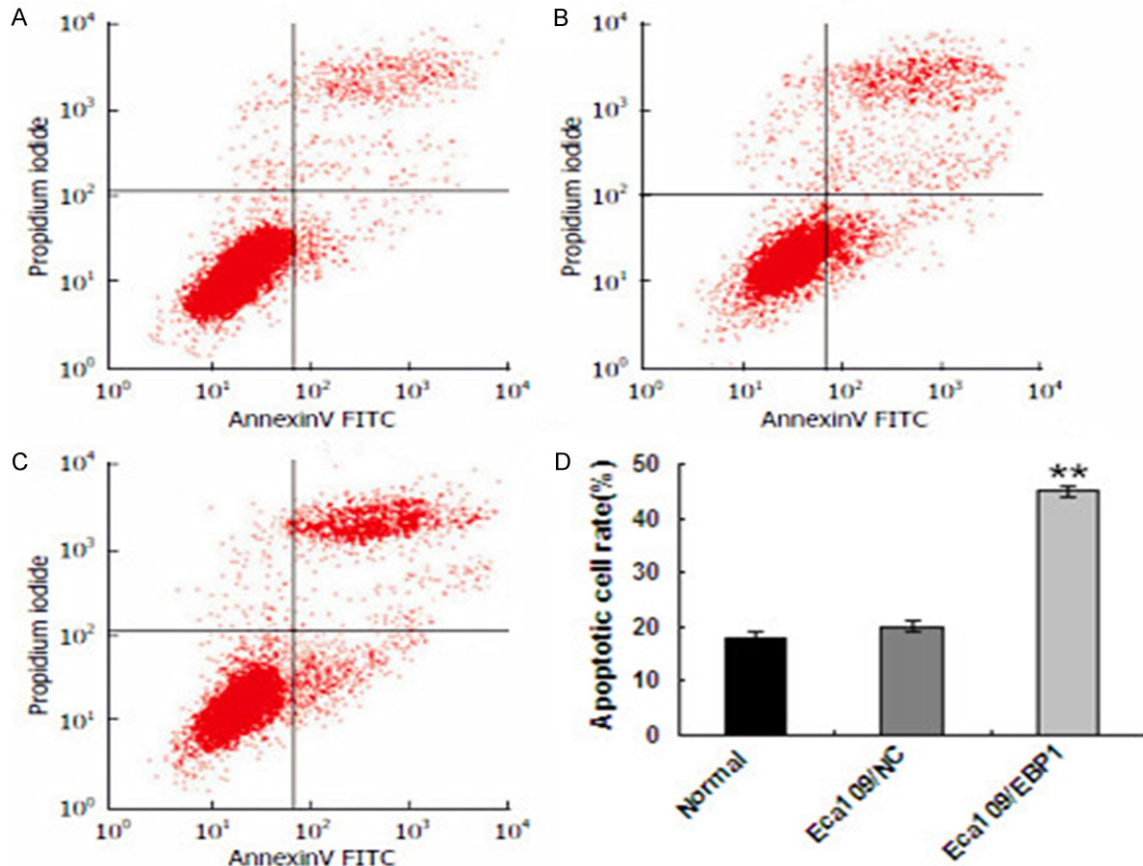 A
10⁴
10³
10²
10¹
10⁰
Propidium iodide
10⁰ 10¹ 10² 10³ 10⁴
AnnexinV FITC
B
10⁴
10³
10²
10¹
10⁰
Propidium iodide
10⁰ 10¹ 10² 10³ 10⁴
AnnexinV FITC
C
10⁴
10³
10²
10¹
10⁰
Propidium iodide
10⁰ 10¹ 10² 10³ 10⁴
AnnexinV FITC
D
Apoptotic cell rate(%)
50
40
30
20
10
0
**
Normal
Eca109/NC
Eca109/EBP1